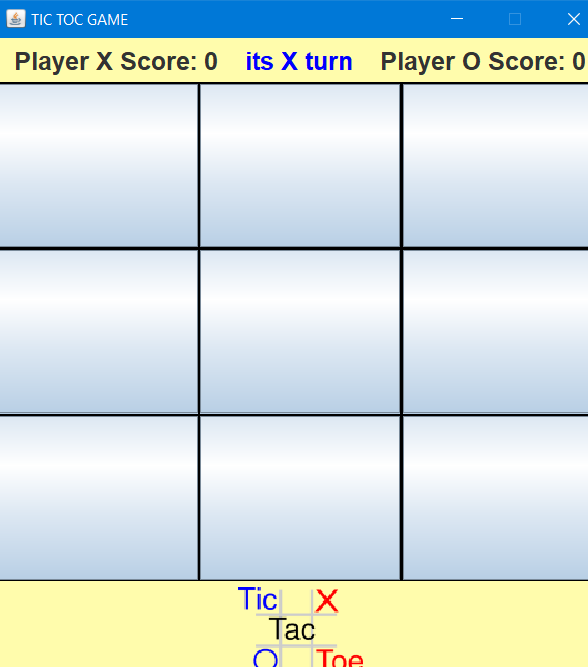 TIC TOC GAME
Player X Score: 0 its X turn Player O Score: 0
Tic X
Tac
O Toe